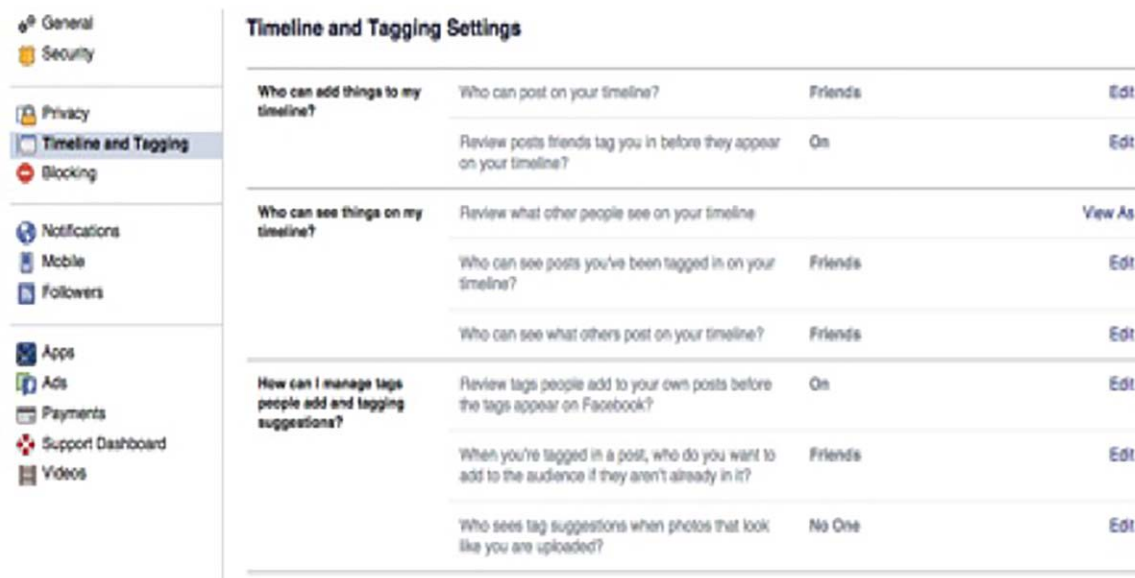 General
Security
Privacy
Timeline and Tagging
Blocking
Notifications
Mobile
Followers
Apps
Ads
Payments
Support Dashboard
Videos
Timeline and Tagging Settings
Who can add things to my
timeline?
Who can post on your timeline?
Friends
Edit
Review posts friends tag you in before they appear
on your timeline?
On
Edit
Who can see things on my
timeline?
Review what other people see on your timeline
View As
Who can see posts you've been tagged in on your
timeline?
Friends
Edit
Who can see what others post on your timeline?
Friends
Edit
How can I manage tags
people add and tagging
suggestions?
Review tags people add to your own posts before
the tags appear on Facebook?
On
Edit
When you're tagged in a post, who do you want to
add to the audience if they aren't already in it?
Friends
Edit
Who sees tag suggestions when photos that look
like you are uploaded?
No One
Edit